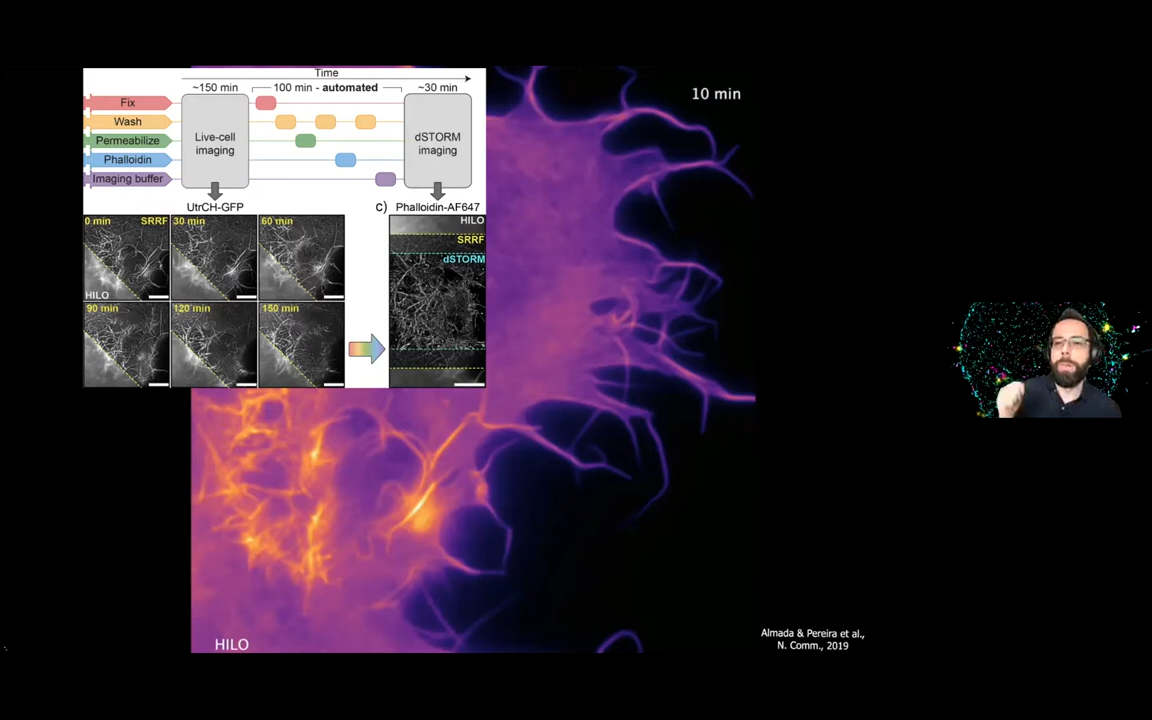 Time
~150 min
100 min - automated
~30 min
Fix
Wash
Permeabilize
Phalloidin
Imaging buffer
Live-cell
imaging
dSTORM
imaging
UtrCH-GFP
c) Phalloidin-AF647
0 min
SRRF
30 min
60 min
HILO
90 min
120 min
150 min
HILO
SRRF
dSTORM
10 min
HILO
Almada & Pereira et al.,
N. Comm., 2019